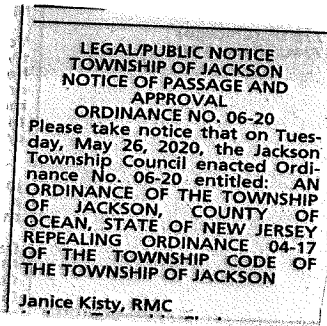 LEGAL/PUBLIC NOTICE
TOWNSHIP OF JACKSON
NOTICE OF PASSAGE AND
APPROVAL
ORDINANCE NO. 06-20
Please take notice that on Tues-
day, May 26, 2020, the Jackson
Township Council enacted Ordi-
nance No. 06-20 entitled: AN
ORDINANCE OF THE TOWNSHIP
OF JACKSON, COUNTY OF
OCEAN, STATE OF NEW JERSEY
REPEALING ORDINANCE 04-17
OF THE TOWNSHIP CODE OF
THE TOWNSHIP OF JACKSON
Janice Kisty, RMC